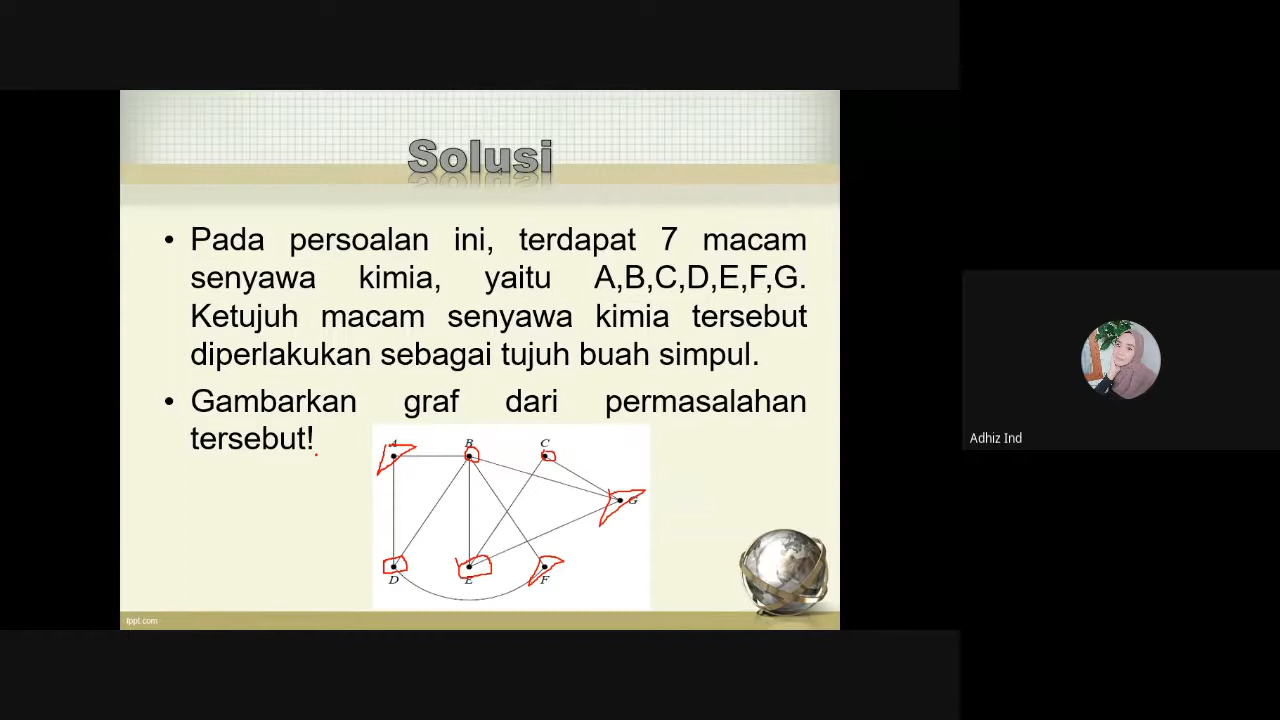 Solusi
• Pada persoalan ini, terdapat 7 macam
senyawa kimia, yaitu A,B,C,D,E,F,G.
Ketujuh macam senyawa kimia tersebut
diperlakukan sebagai tujuh buah simpul.
• Gambarkan graf dari permasalahan
tersebut!
A B C
G
D E F
fppt.com
Adhiz Ind